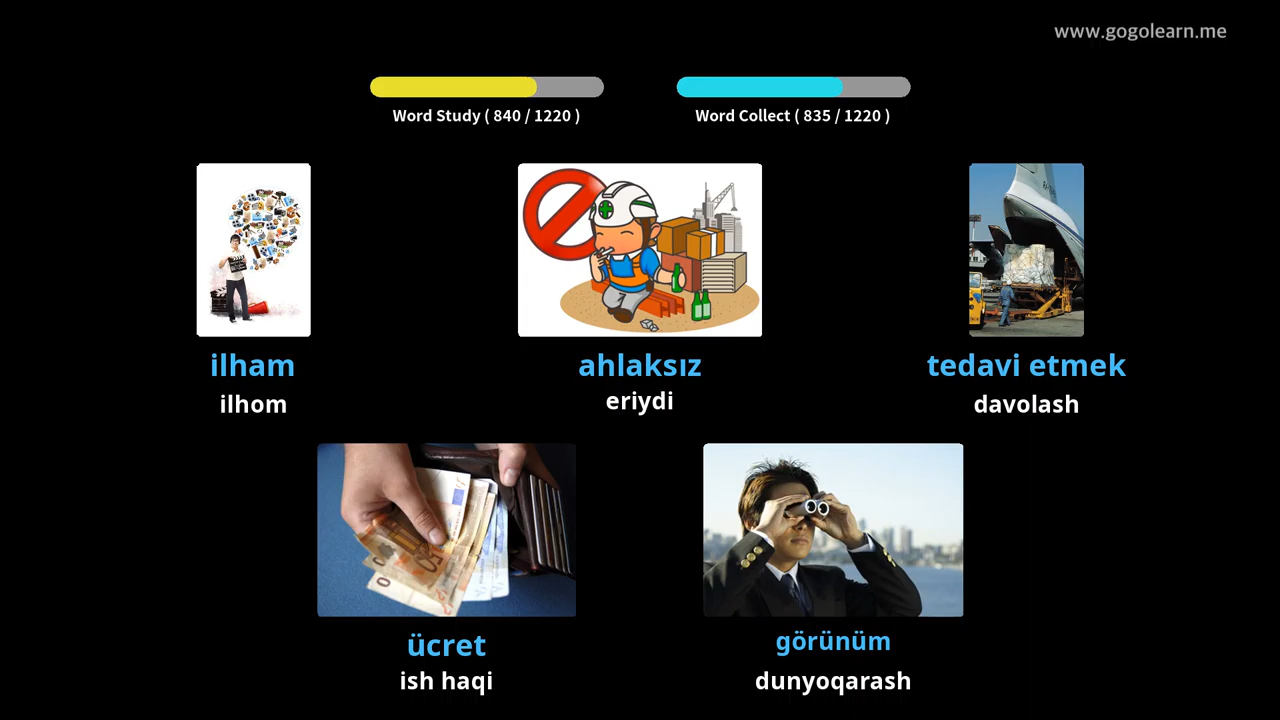 www.gogolearn.me
Word Study ( 840 / 1220 )
Word Collect ( 835 / 1220 )
ilham
ilhom
ahlaksız
eriydi
tedavi etmek
davolash
ücret
ish haqi
görünüm
dunyoqarash